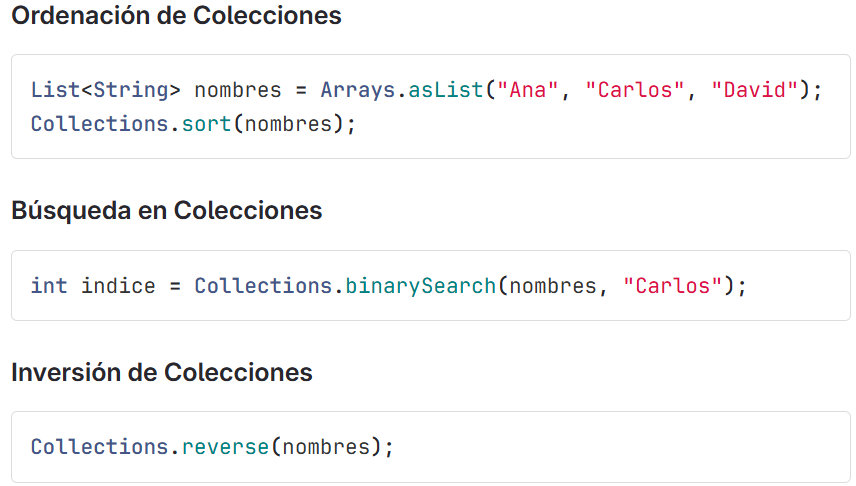 Ordenación de Colecciones
List<String> nombres = Arrays.asList("Ana", "Carlos", "David");
Collections.sort(nombres);
Búsqueda en Colecciones
int indice = Collections.binarySearch(nombres, "Carlos");
Inversión de Colecciones
Collections.reverse(nombres);